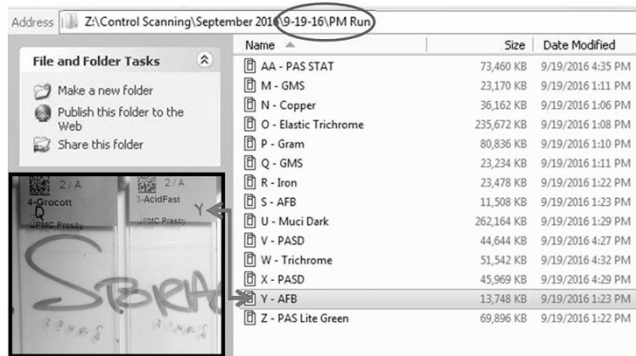 Address Z:\Control Scanning\September 2016\9-19-16\PM Run
File and Folder Tasks
Make a new folder
Publish this folder to the
Web
Share this folder
Name Size Date Modified
AA - PAS STAT 73,460 KB 9/19/2016 4:35 PM
M - GMS 23,170 KB 9/19/2016 1:11 PM
N - Copper 36,162 KB 9/19/2016 1:06 PM
O - Elastic Trichrome 235,672 KB 9/19/2016 1:08 PM
P - Gram 80,836 KB 9/19/2016 1:10 PM
Q - GMS 23,234 KB 9/19/2016 1:11 PM
R - Iron 23,478 KB 9/19/2016 1:22 PM
S - AFB 11,508 KB 9/19/2016 1:23 PM
U - Muci Dark 262,164 KB 9/19/2016 1:29 PM
V - PASD 44,644 KB 9/19/2016 4:27 PM
W - Trichrome 51,542 KB 9/19/2016 4:32 PM
X - PASD 45,969 KB 9/19/2016 4:29 PM
Y - AFB 13,748 KB 9/19/2016 1:23 PM
Z - PAS Lite Green 69,896 KB 9/19/2016 1:22 PM
2 / A
4-Grocott
Q
UPMC Presby
2 / A
3-AcidFast
Y
UPMC Presby